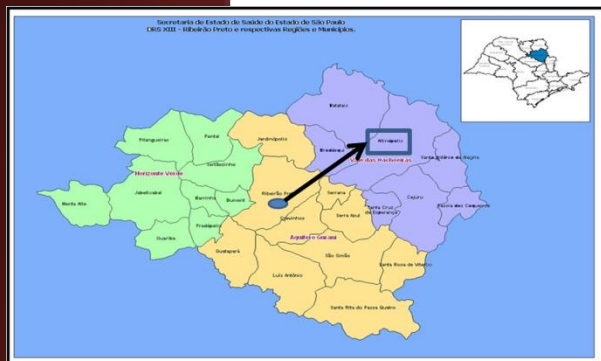 Secretaria de Estado de Saúde do Estado de São Paulo
DRS XIII - Ribeirão Preto e respectivas Regiões e Municípios.
Batatais
Pitangueiras
Pontal
Jardinópolis
Altinópolis
Brodowski
Sertãozinho
Vale das Cachoeiras
Santo Antônio da Alegria
Horizonte Verde
Jaboticabal
Ribeirão Pre
Serrana
Cajuru
Monte Alto
Barrinha
Dumont
Cravinhos
Serra Azul
Santa Cruz da Esperança
Cássia dos Coqueiros
Guariba
Pradópolis
Aquífero Guarani
Guatapará
São Simão
Luiz Antônio
Santa Rosa de Viterbo
Santa Rita do Passa Quatro